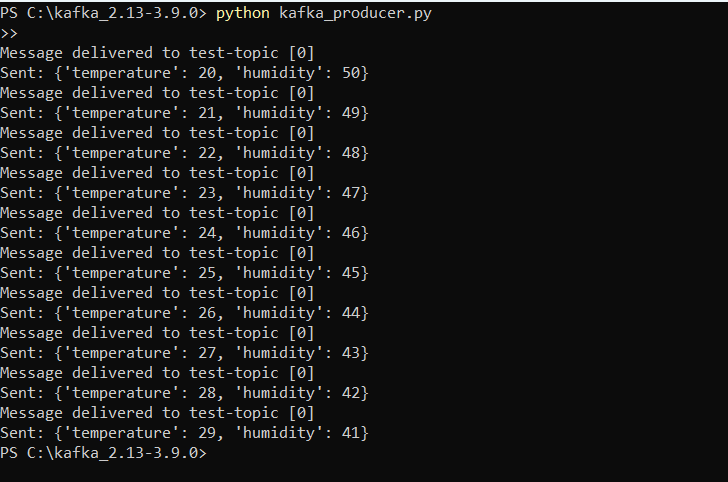 PS C:\kafka_2.13-3.9.0> python kafka_producer.py
>>
Message delivered to test-topic [0]
Sent: {'temperature': 20, 'humidity': 50}
Message delivered to test-topic [0]
Sent: {'temperature': 21, 'humidity': 49}
Message delivered to test-topic [0]
Sent: {'temperature': 22, 'humidity': 48}
Message delivered to test-topic [0]
Sent: {'temperature': 23, 'humidity': 47}
Message delivered to test-topic [0]
Sent: {'temperature': 24, 'humidity': 46}
Message delivered to test-topic [0]
Sent: {'temperature': 25, 'humidity': 45}
Message delivered to test-topic [0]
Sent: {'temperature': 26, 'humidity': 44}
Message delivered to test-topic [0]
Sent: {'temperature': 27, 'humidity': 43}
Message delivered to test-topic [0]
Sent: {'temperature': 28, 'humidity': 42}
Message delivered to test-topic [0]
Sent: {'temperature': 29, 'humidity': 41}
PS C:\kafka_2.13-3.9.0>